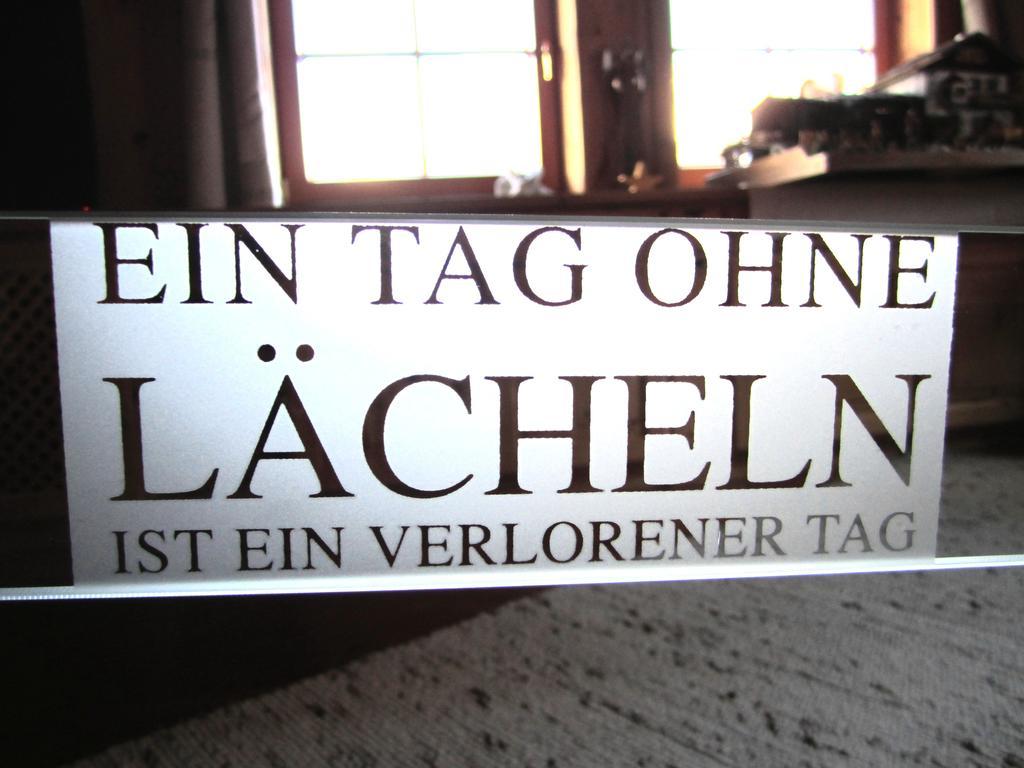 EIN TAG OHNE
LÄCHELN
IST EIN VERLORENER TAG